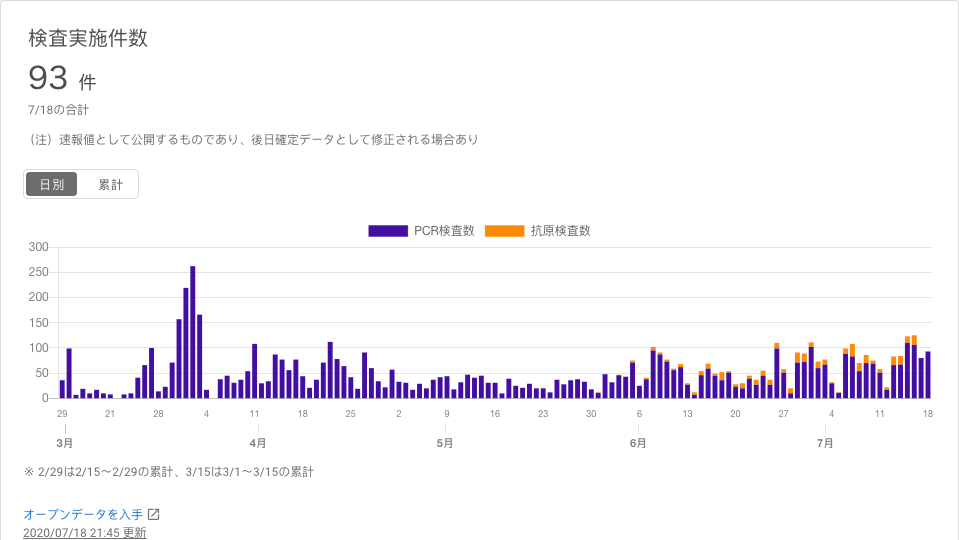 検査実施件数
93 件
7/18の合計
（注）速報値として公開するものであり、後日確定データとして修正される場合あり
日別 累計
PCR検査数 抗原検査数
300
250
200
150
100
50
0
29 21 28 4 11 18 25 2 9 16 23 30 6 13 20 27 4 11 18
3月 4月 5月 6月 7月
※ 2/29は2/15～2/29の累計、3/15は3/1～3/15の累計
オープンデータを入手
2020/07/18 21:45 更新